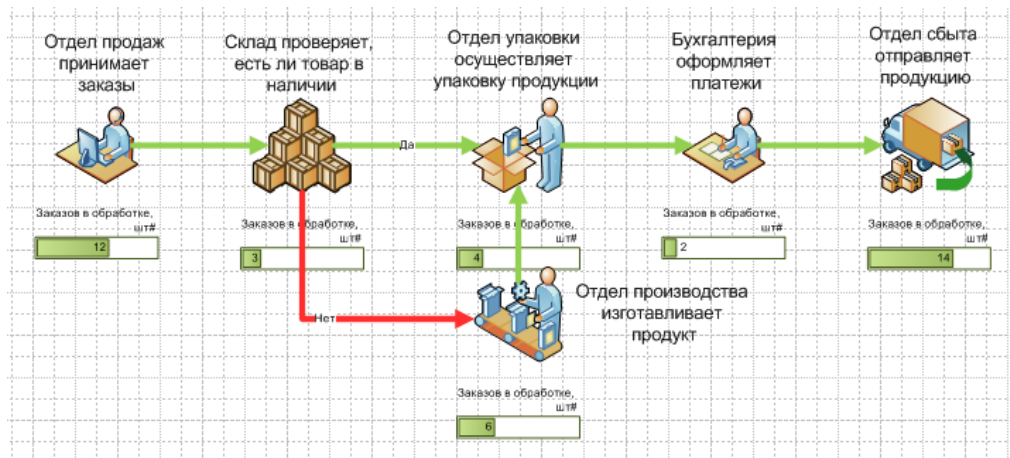 Отдел продаж
принимает
заказы
Склад проверяет,
есть ли товар в
наличии
Отдел упаковки
осуществляет
упаковку продукции
Бухгалтерия
оформляет
платежи
Отдел сбыта
отправляет
продукцию
Да
Заказов в обработке,
шт#
12
Заказов в обработке,
шт#
3
Заказов в обработке,
шт#
4
Заказов в обработке,
шт#
2
Заказов в обработке,
шт#
14
Нет
Отдел производства
изготавливает
продукт
Заказов в обработке,
шт#
6